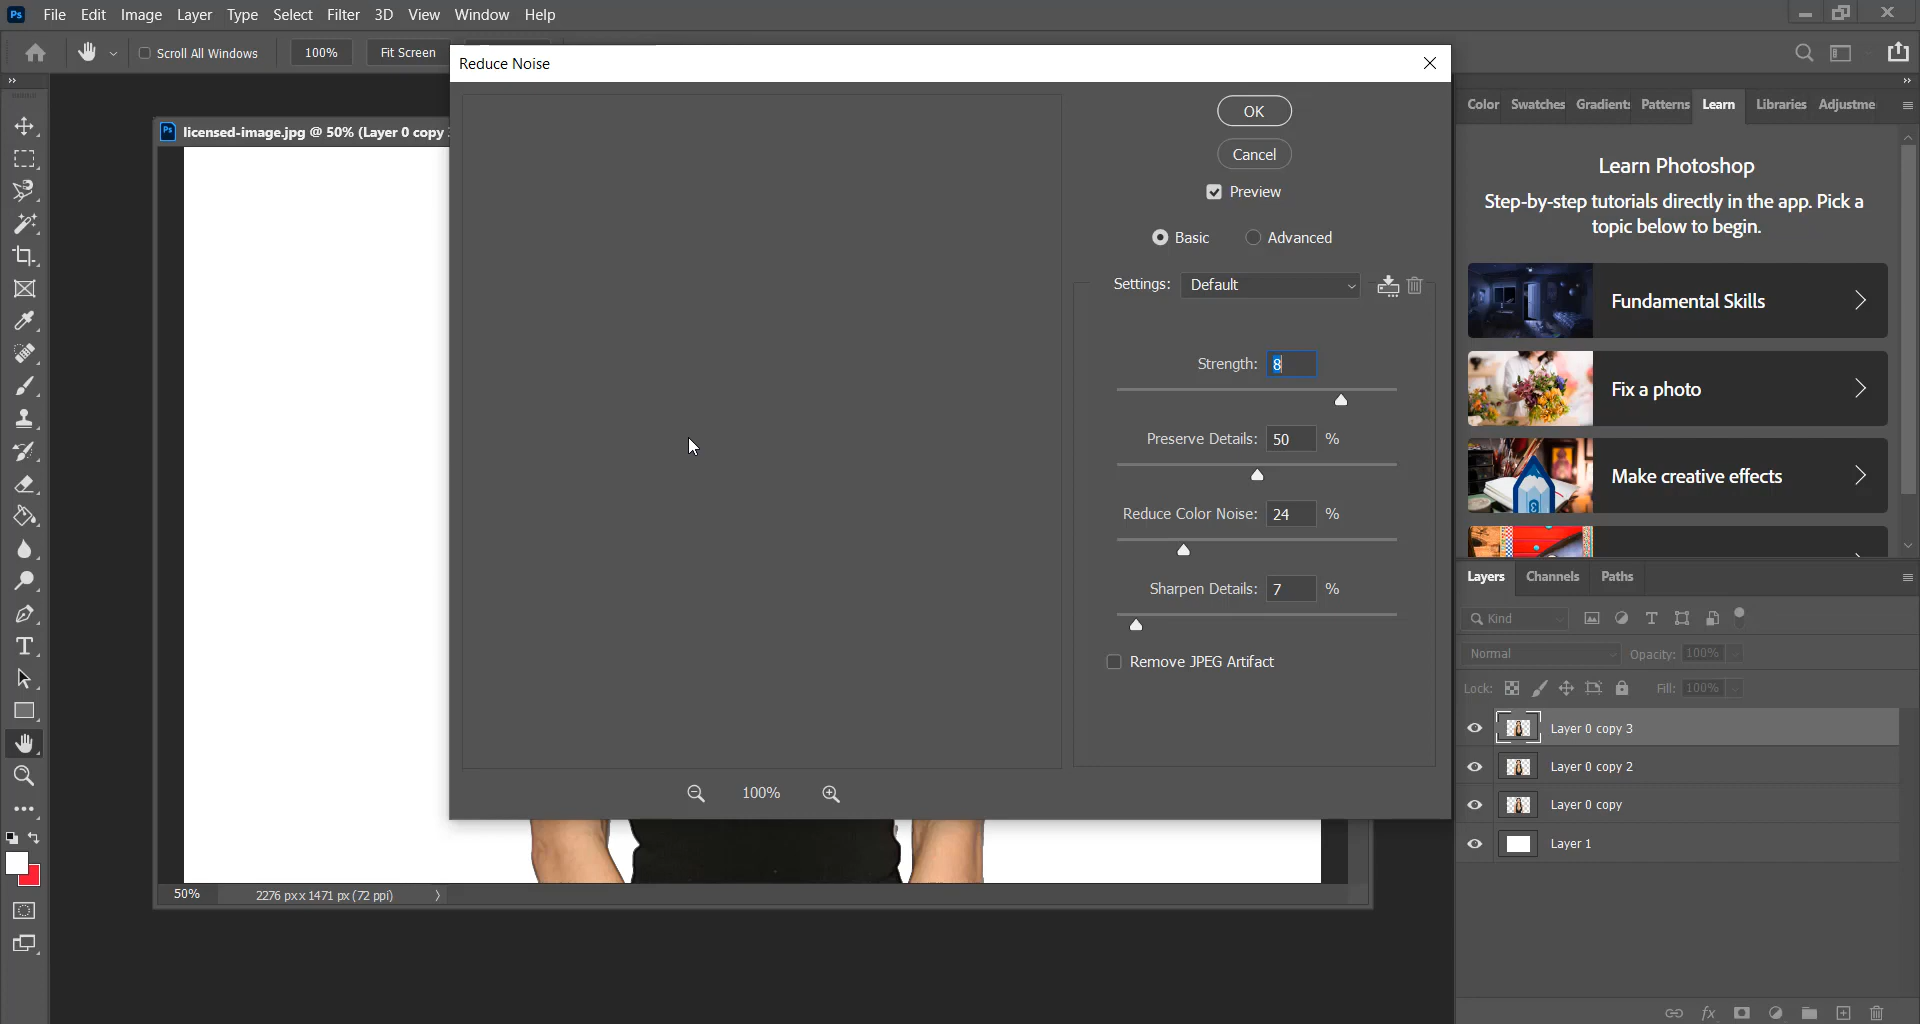 Ps File Edit Image Layer Type Select Filter 3D View Window Help
Scroll All Windows 100% Fit Screen
Reduce Noise
Ps licensed-image.jpg @ 50% (Layer 0 copy
OK
Cancel
Preview
Basic Advanced
Settings: Default
Strength: 8
Preserve Details: 50 %
Reduce Color Noise: 24 %
Sharpen Details: 7 %
Remove JPEG Artifact
100%
50% 2276 px x 1471 px (72 ppi)
Color Swatches Gradient Patterns Learn Libraries Adjustme
Learn Photoshop
Step-by-step tutorials directly in the app. Pick a
topic below to begin.
Fundamental Skills
Fix a photo
Make creative effects
Layers Channels Paths
Kind
Normal Opacity: 100%
Lock: Fill: 100%
Layer 0 copy 3
Layer 0 copy 2
Layer 0 copy
Layer 1
fx